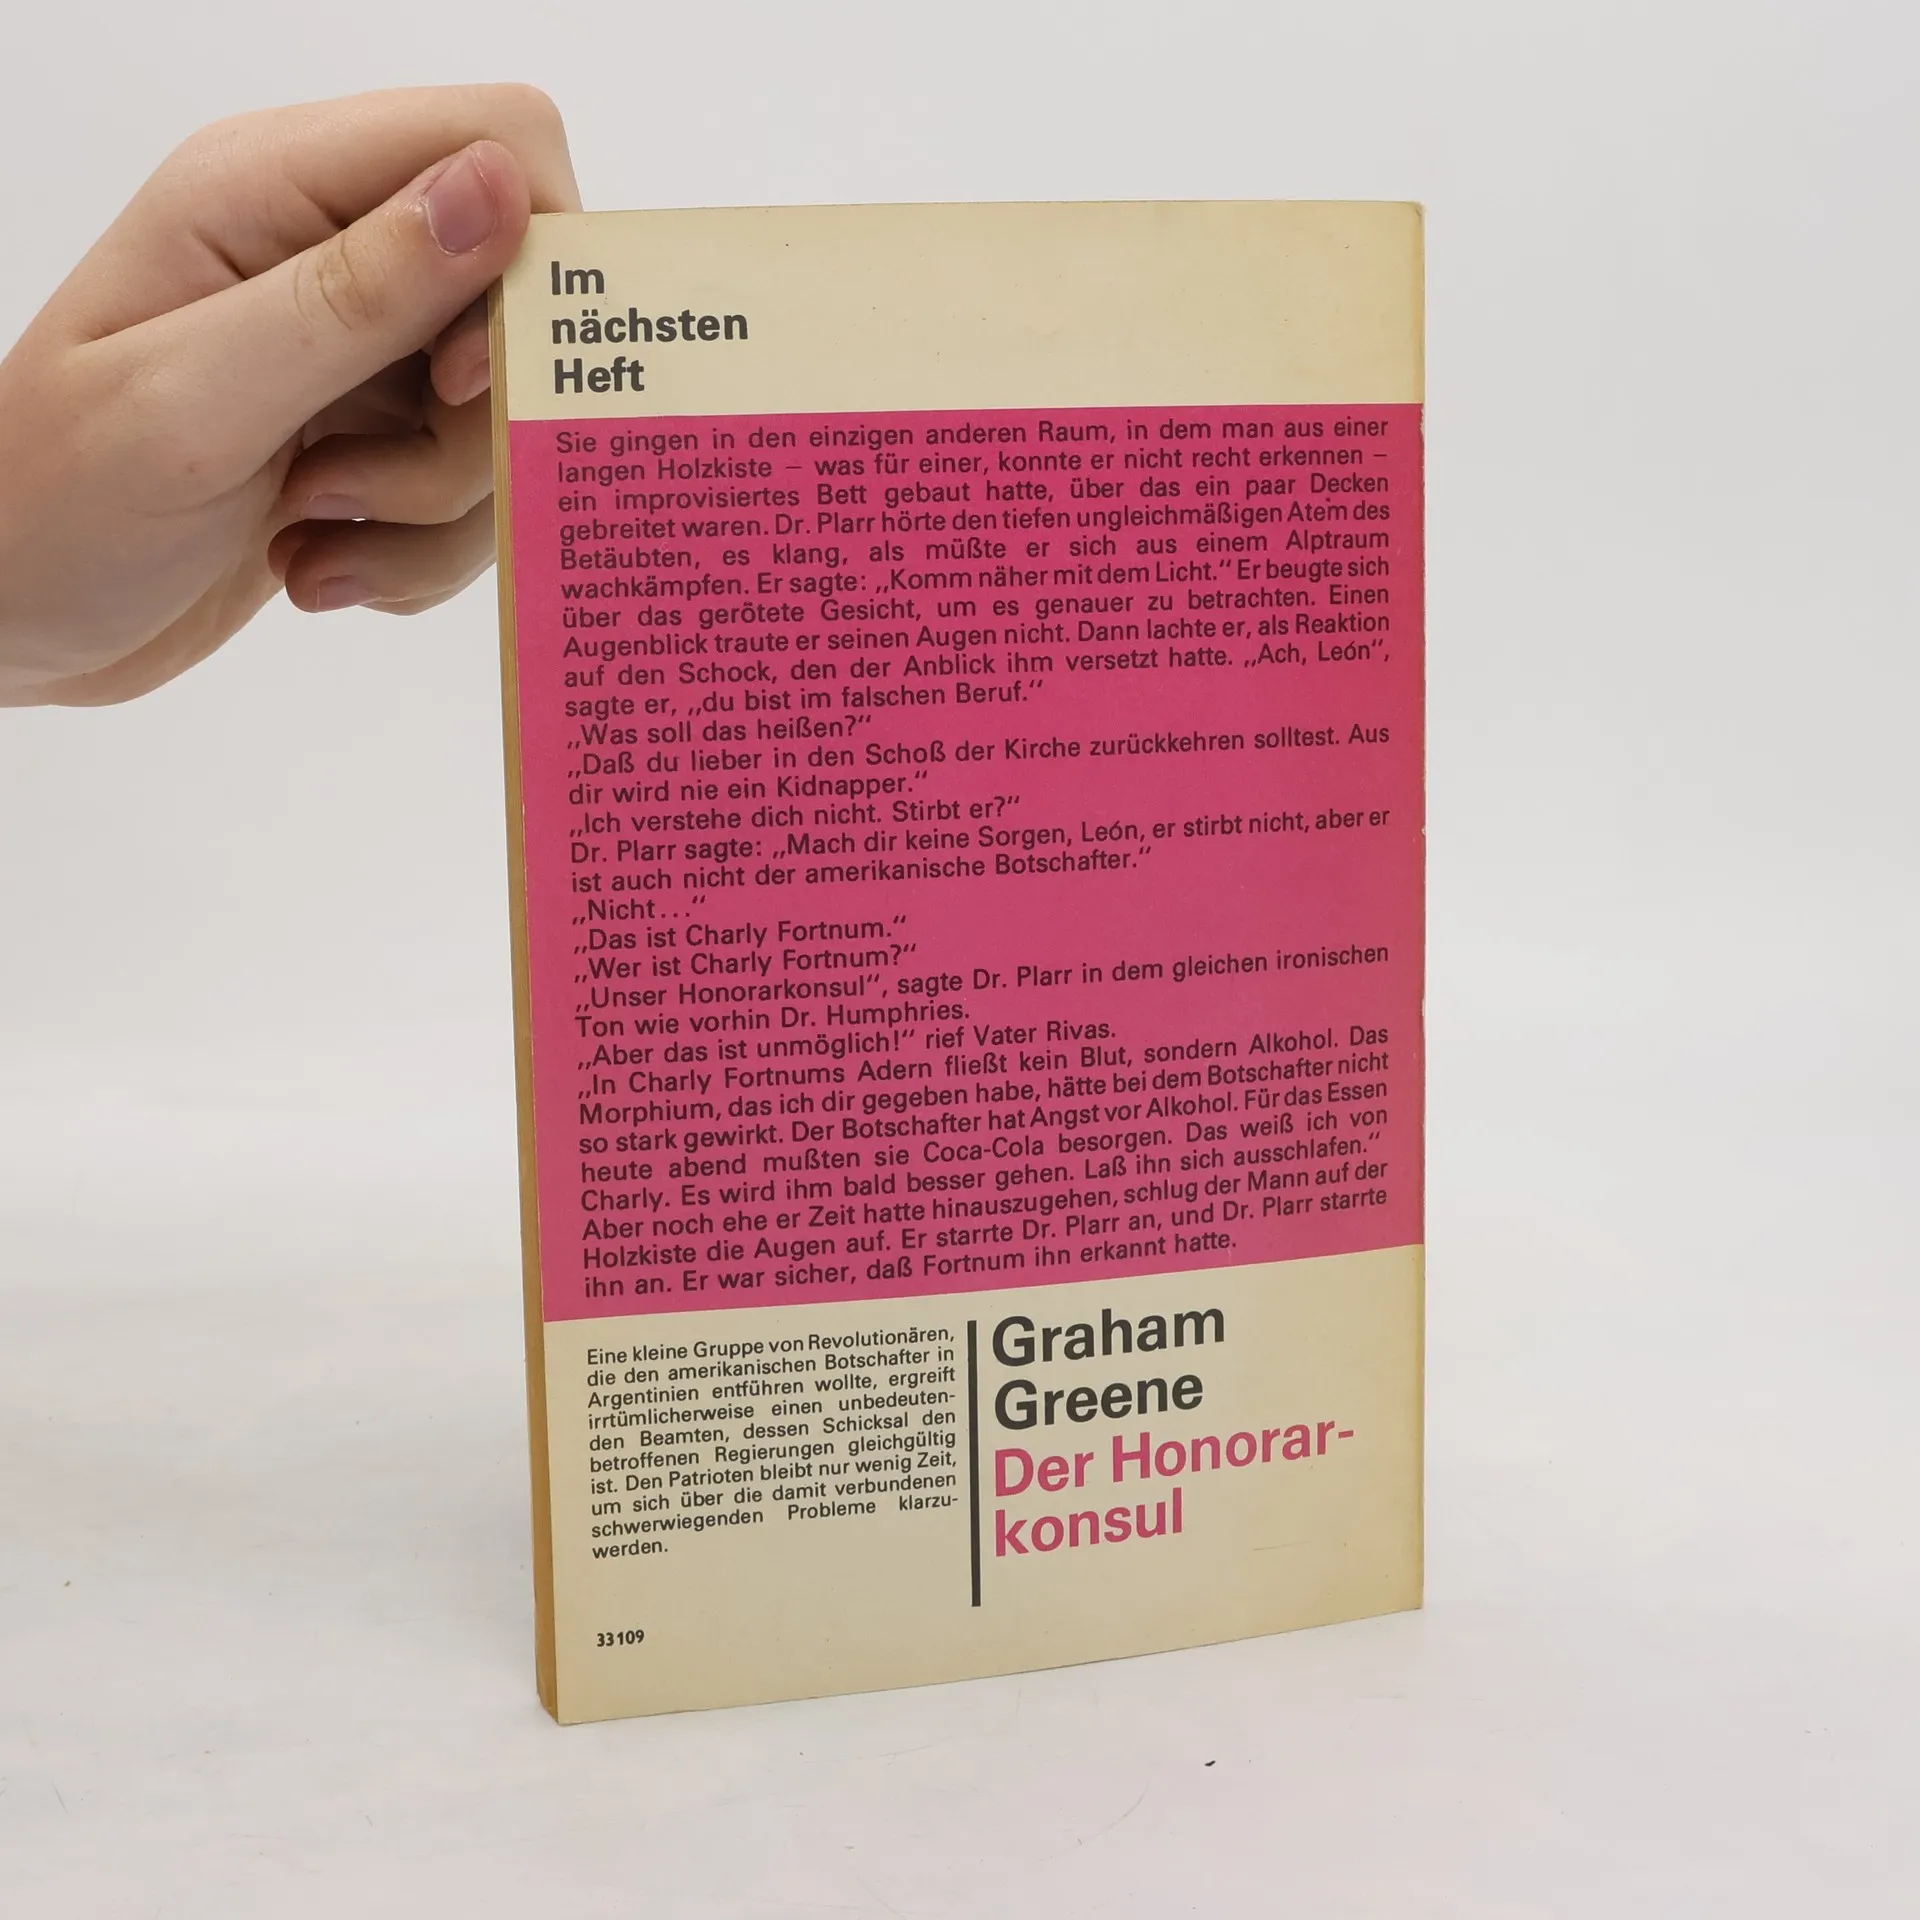 Im
nächsten
Heft
Sie gingen in den einzigen anderen Raum, in dem man aus einer
langen Holzkiste – was für einer, konnte er nicht recht erkennen –
ein improvisiertes Bett gebaut hatte, über das ein paar Decken
gebreitet waren. Dr. Plarr hörte den tiefen ungleichmäßigen Atem des
Betäubten, es klang, als müßte er sich aus einem Alptraum
wachkämpfen. Er sagte: „Komm näher mit dem Licht.“ Er beugte sich
über das gerötete Gesicht, um es genauer zu betrachten. Einen
Augenblick traute er seinen Augen nicht. Dann lachte er, als Reaktion
auf den Schock, den der Anblick ihm versetzt hatte. „Ach, León“,
sagte er, „du bist im falschen Beruf.“
„Was soll das heißen?“
„Daß du lieber in den Schoß der Kirche zurückkehren solltest. Aus
dir wird nie ein Kidnapper.“
„Ich verstehe dich nicht. Stirbt er?“
Dr. Plarr sagte: „Mach dir keine Sorgen, León, er stirbt nicht, aber er
ist auch nicht der amerikanische Botschafter.“
„Nicht...“
„Das ist Charly Fortnum.“
„Wer ist Charly Fortnum?“
„Unser Honorarkonsul“, sagte Dr. Plarr in dem gleichen ironischen
Ton wie vorhin Dr. Humphries.
„Aber das ist unmöglich!“ rief Vater Rivas.
„In Charly Fortnums Adern fließt kein Blut, sondern Alkohol. Das
Morphium, das ich dir gegeben habe, hätte bei dem Botschafter nicht
so stark gewirkt. Der Botschafter hat Angst vor Alkohol. Für das Essen
heute abend mußten sie Coca-Cola besorgen. Das weiß ich von
Charly. Es wird ihm bald besser gehen. Laß ihn sich ausschlafen.“
Aber noch ehe er Zeit hatte hinauszugehen, schlug der Mann auf der
Holzkiste die Augen auf. Er starrte Dr. Plarr an, und Dr. Plarr starrte
ihn an. Er war sicher, daß Fortnum ihn erkannt hatte.
Eine kleine Gruppe von Revolutionären,
die den amerikanischen Botschafter in
Argentinien entführen wollte, ergreift
irrtümlicherweise einen unbedeuten-
den Beamten, dessen Schicksal den
betroffenen Regierungen gleichgültig
ist. Den Patrioten bleibt nur wenig Zeit,
um sich über die damit verbundenen
schwerwiegenden Probleme klarzu-
werden.
33109
Graham
Greene
Der Honorar-
konsul